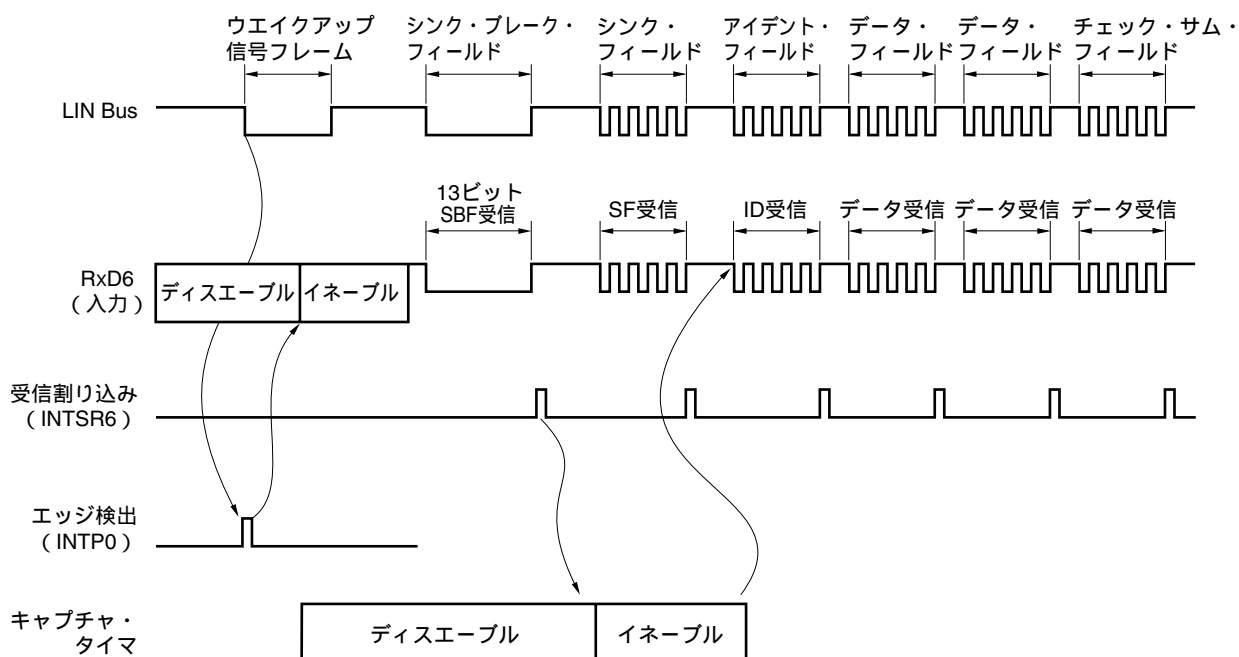 ウエイクアップ
信号フレーム
シンク・ブレーク・
フィールド
シンク・
フィールド
アイデント・
フィールド
データ・
フィールド
データ・
フィールド
チェック・サム・
フィールド
LIN Bus
13ビット
SBF受信
SF受信
ID受信
データ受信
データ受信
データ受信
RxD6
（入力）
ディスエーブル
イネーブル
受信割り込み
（INTSR6）
エッジ検出
（INTP0）
キャプチャ・
タイマ
ディスエーブル
イネーブル